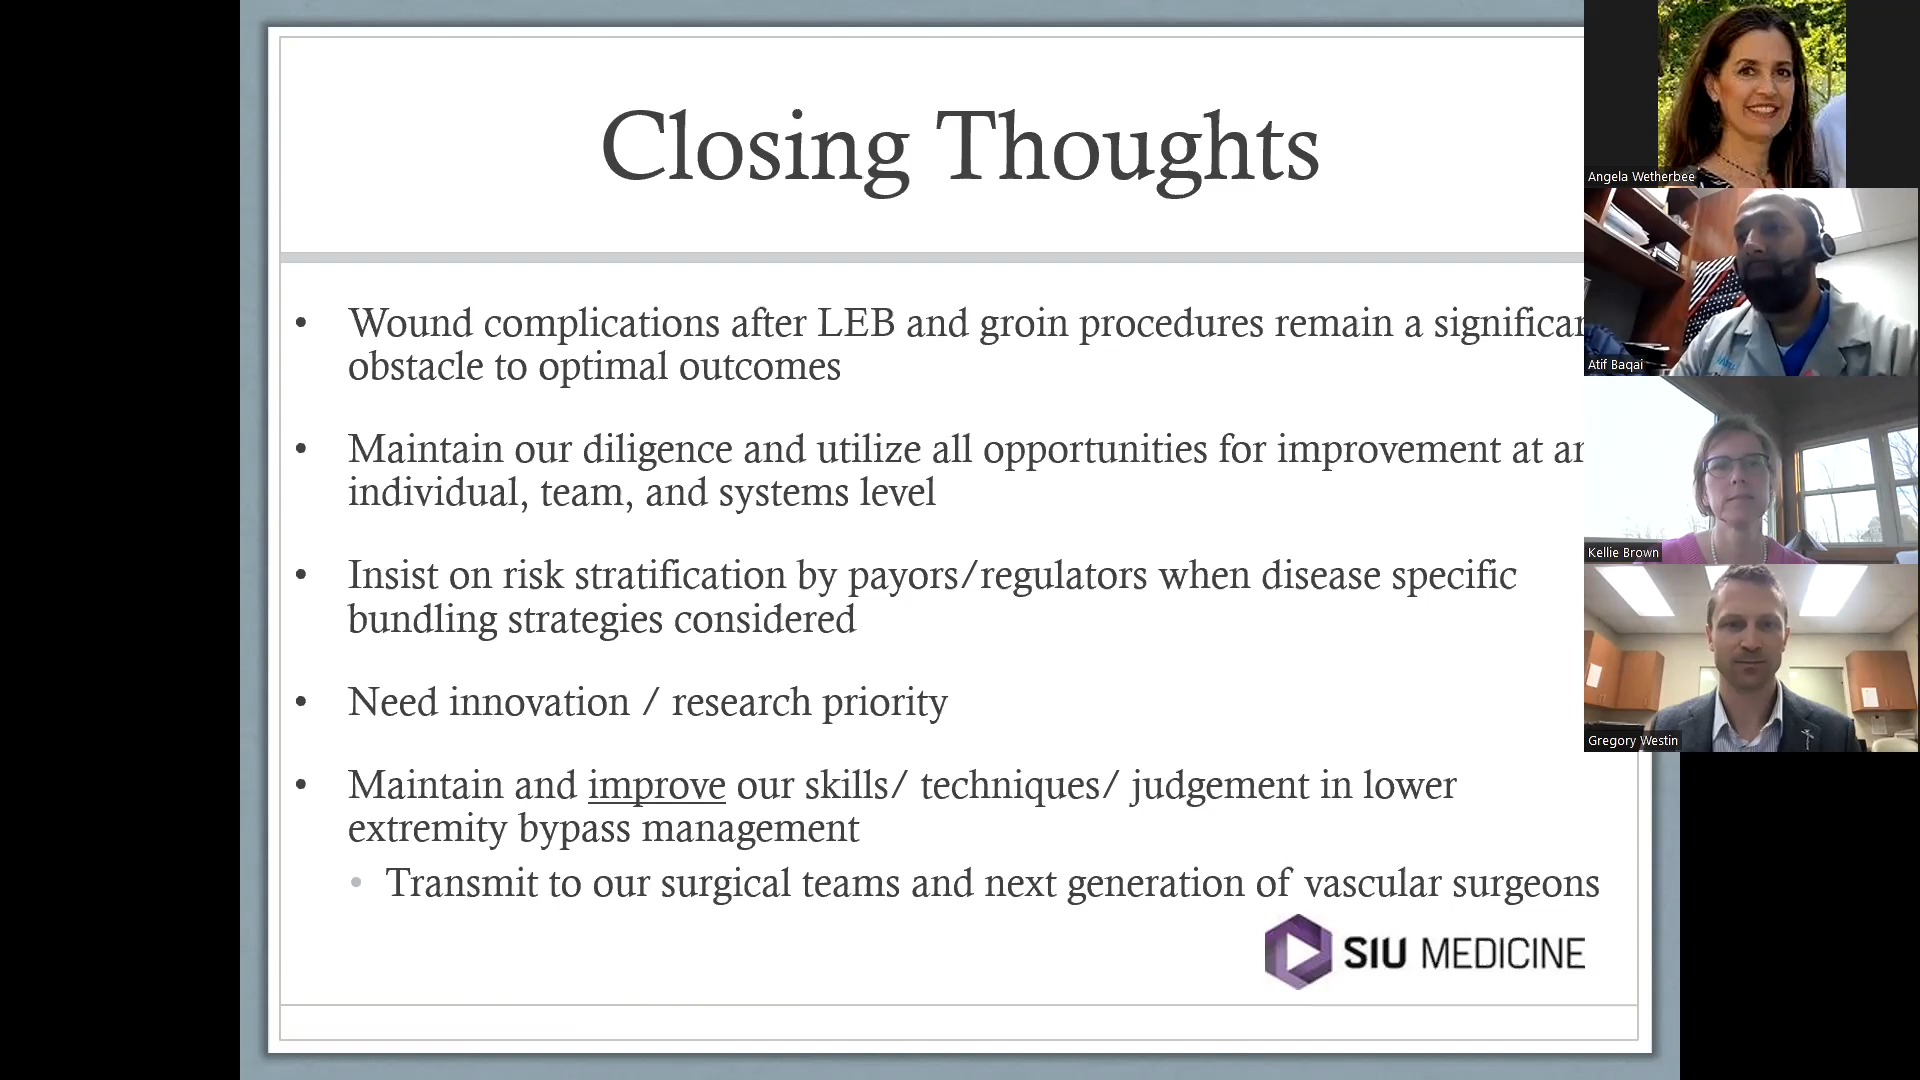 Closing Thoughts
• Wound complications after LEB and groin procedures remain a
obstacle to optimal outcomes
• Maintain our diligence and utilize all opportunities for improvement at
individual, team, and systems level
• Insist on risk stratification by payors/regulators when disease specific
bundling strategies considered
• Need innovation / research priority
• Maintain and improve our skills/ techniques/ judgement in lower
extremity bypass management
• Transmit to our surgical teams and next generation of vascular surgeons
SIU MEDICINE
Angela Wetherbee
Atif Baqai
Kellie Brown
Gregory Westin